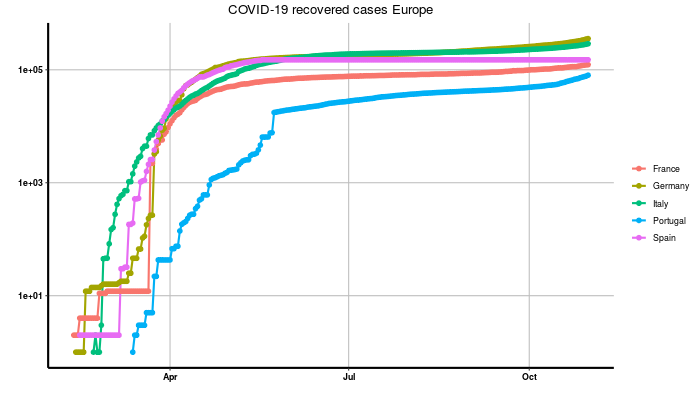 COVID-19 recovered cases Europe
1e+05
1e+03
1e+01
Apr
Jul
Oct
France
Germany
Italy
Portugal
Spain